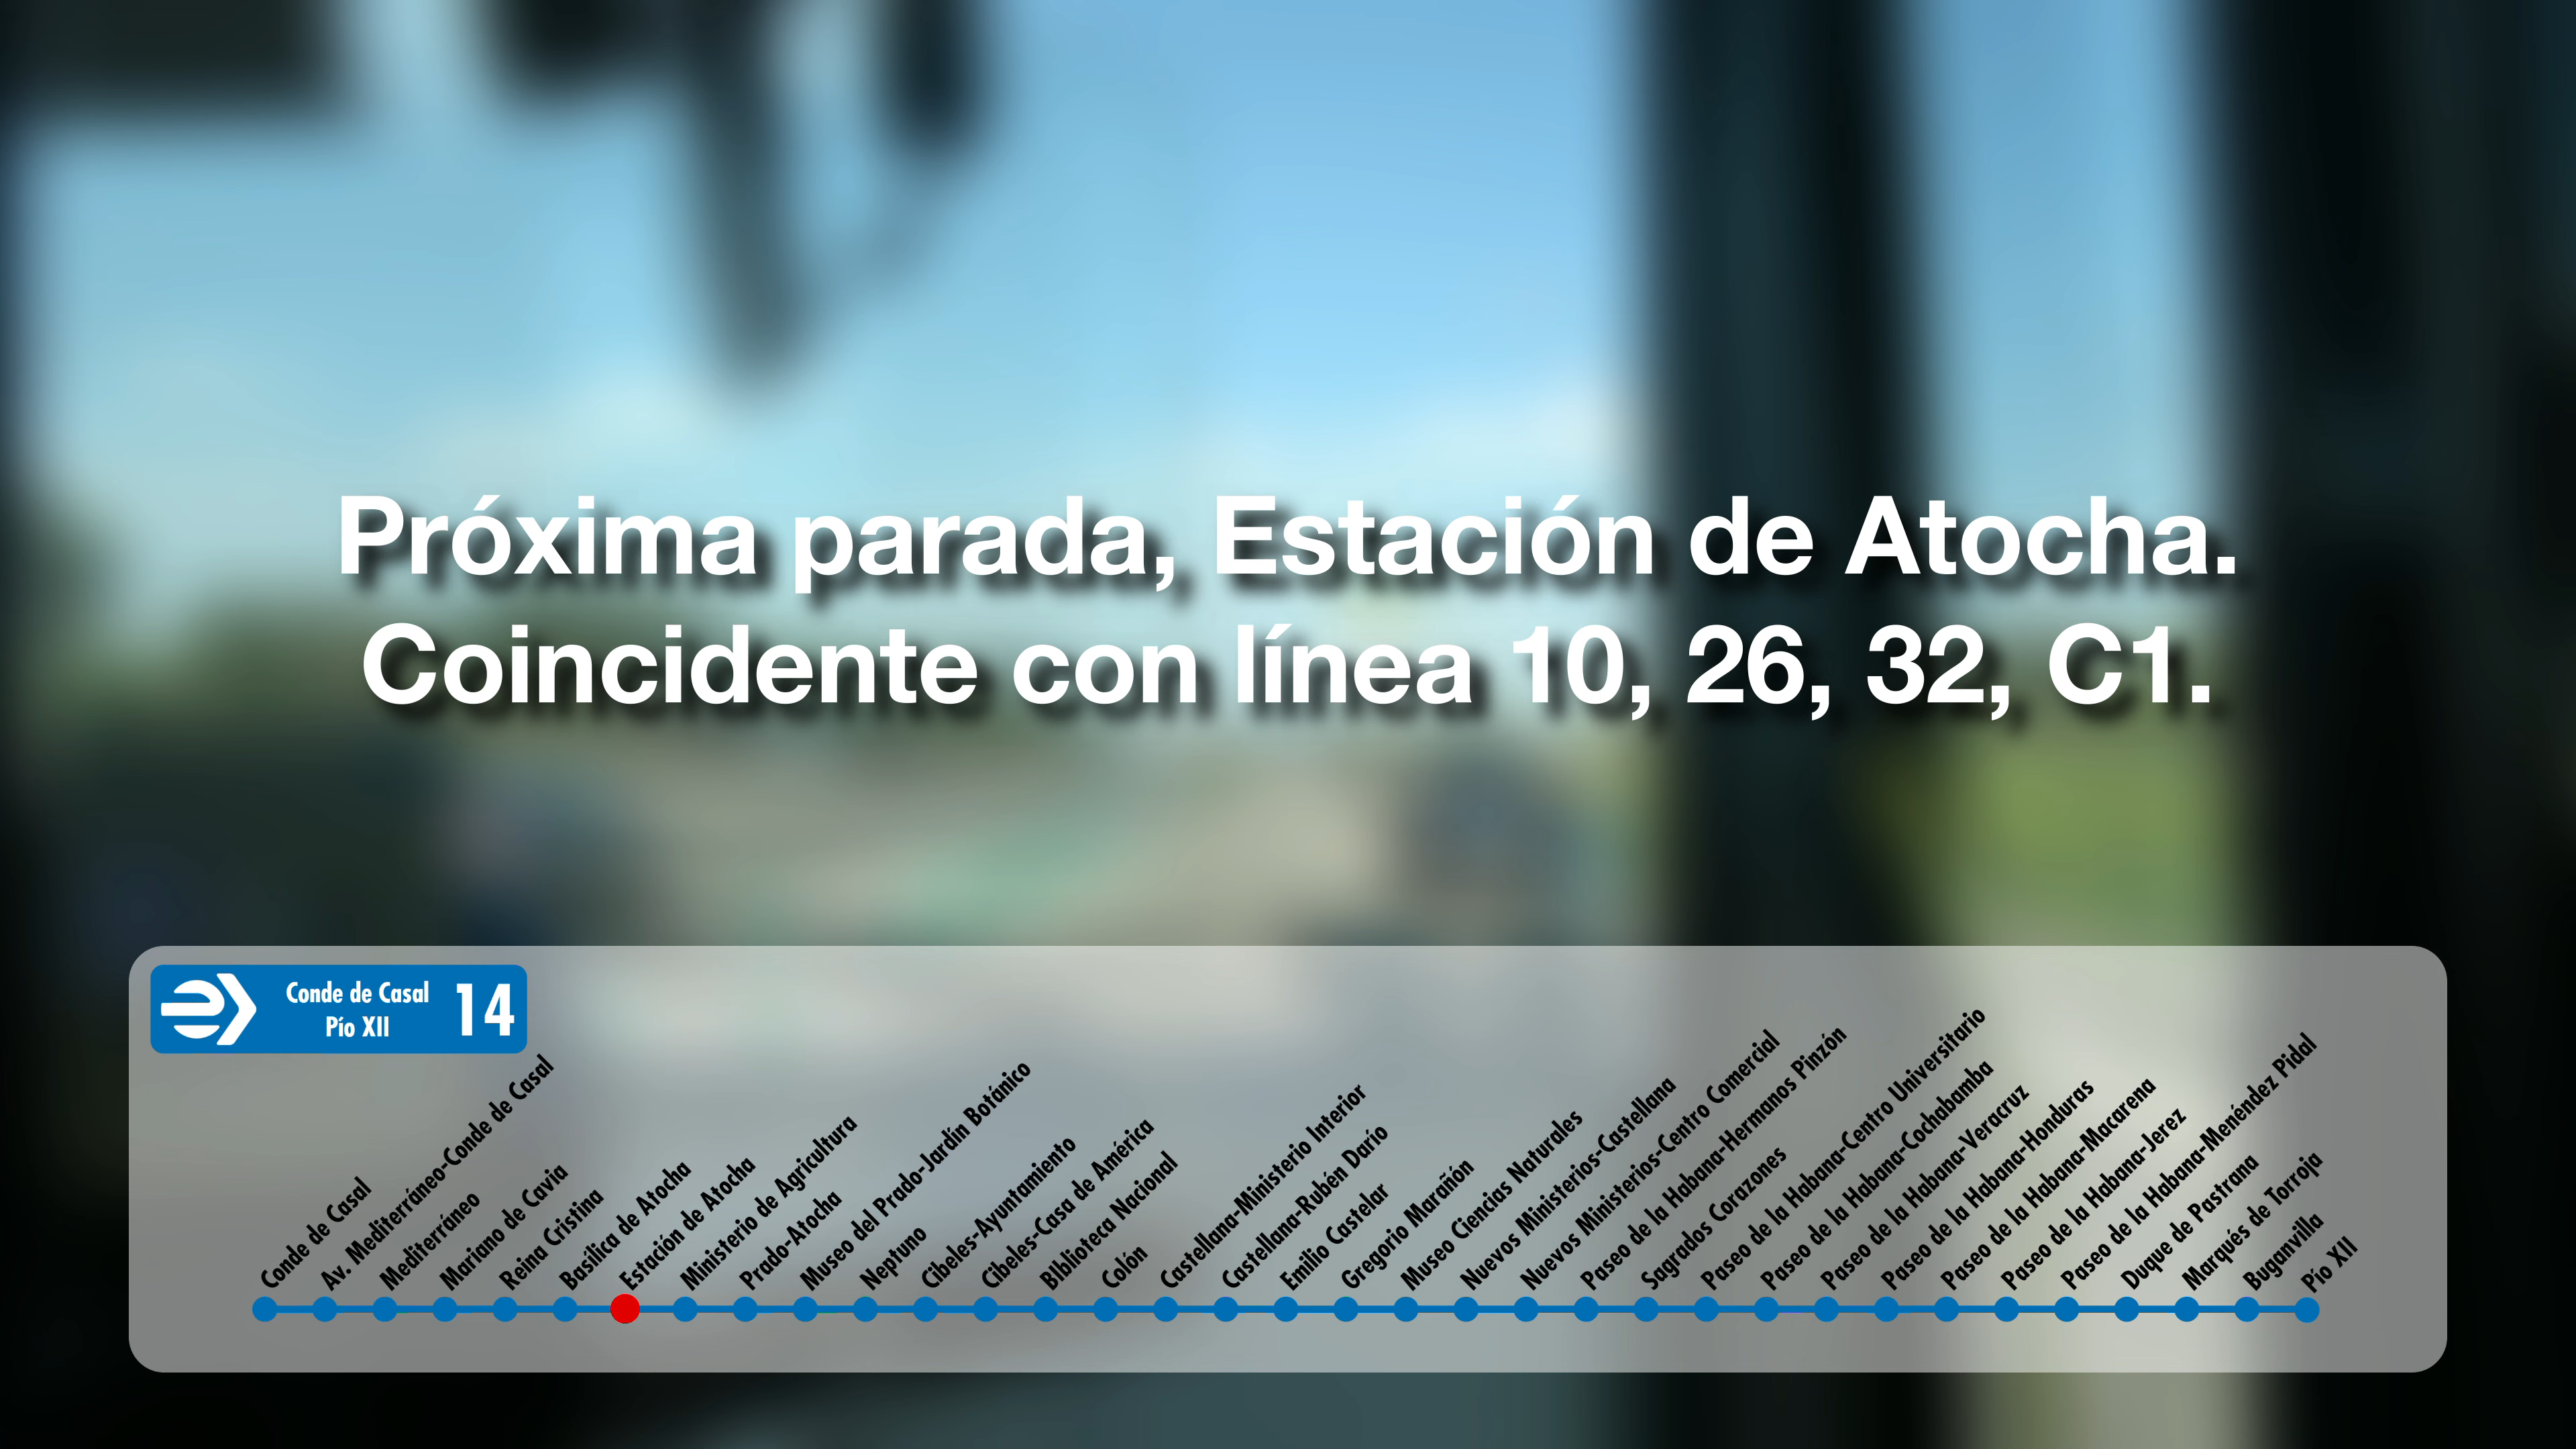 Próxima parada, Estación de Atocha.
Coincidente con línea 10, 26, 32, C1.
Conde de Casal
Pío XII
14
Conde de Casal
Av. Mediterráneo-Conde de Casal
Mediterráneo
Mariano de Cavia
Reina Cristina
Basílica de Atocha
Estación de Atocha
Ministerio de Agricultura
Prado-Atocha
Museo del Prado-Jardín Botánico
Neptuno
Cibeles-Ayuntamiento
Cibeles-Casa de América
BIblioteca Nacional
Colón
Castellana-Ministerio Interior
Castellana-Rubén Darío
Emilio Castelar
Gregorio Marañón
Museo Ciencias Naturales
Nuevos Ministerios-Castellana
Nuevos Ministerios-Centro Comercial
Paseo de la Habana-Hermanos Pinzón
Sagrados Corazones
Paseo de la Habana-Centro Universitario
Paseo de la Habana-Cochabamba
Paseo de la Habana-Veracruz
Paseo de la Habana-Honduras
Paseo de la Habana-Macarena
Paseo de la Habana-Jerez
Paseo de la Habana-Menéndez Pidal
Duque de Pastrana
Marqués de Torroja
Buganvilla
Pío XII